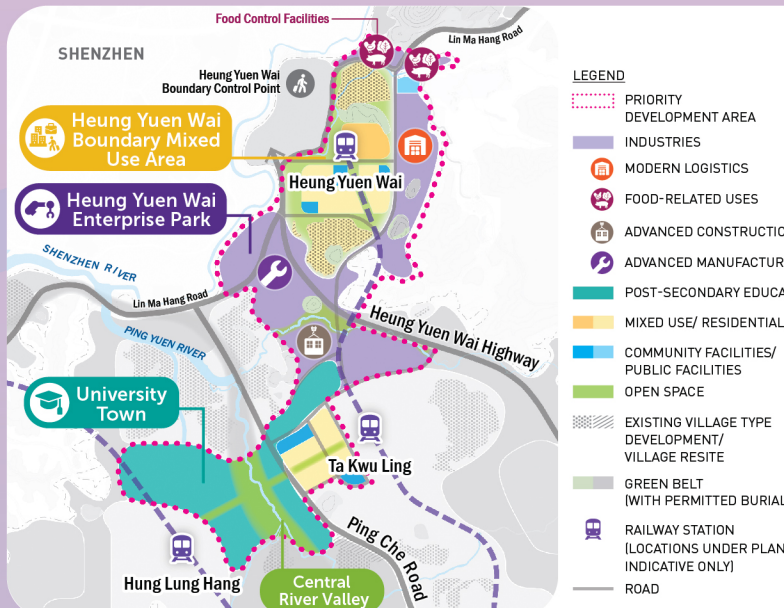 Food Control Facilities
SHENZHEN
Lin Ma Hang Road
Heung Yuen Wai
Boundary Control Point
Heung Yuen Wai
Boundary Mixed
Use Area
Heung Yuen Wai
Heung Yuen Wai
Enterprise Park
SHENZHEN RIVER
Lin Ma Hang Road
PING YUEN RIVER
Heung Yuen Wai Highway
University
Town
Ta Kwu Ling
Ping Che Road
Hung Lung Hang
Central
River Valley
LEGEND
PRIORITY
DEVELOPMENT AREA
INDUSTRIES
MODERN LOGISTICS
FOOD-RELATED USES
ADVANCED CONSTRUCTIO
ADVANCED MANUFACTUR
POST-SECONDARY EDUCA
MIXED USE/ RESIDENTIAL
COMMUNITY FACILITIES/
PUBLIC FACILITIES
OPEN SPACE
EXISTING VILLAGE TYPE
DEVELOPMENT/
VILLAGE RESITE
GREEN BELT
(WITH PERMITTED BURIAL
RAILWAY STATION
(LOCATIONS UNDER PLAN
INDICATIVE ONLY)
ROAD